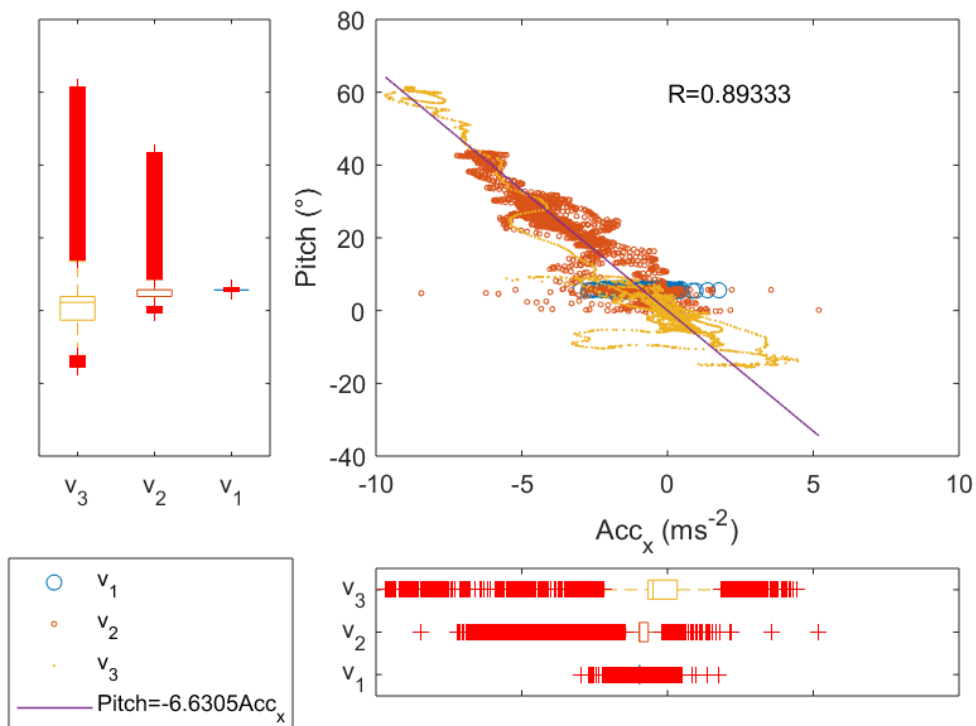 80
60
40
20
0
-20
-40
Pitch (°)
R=0.89333
v3 v2 v1
-10 -5 0 5 10
Accx (ms-2)
v1
v2
v3
Pitch=-6.6305Accx
v3
v2
v1